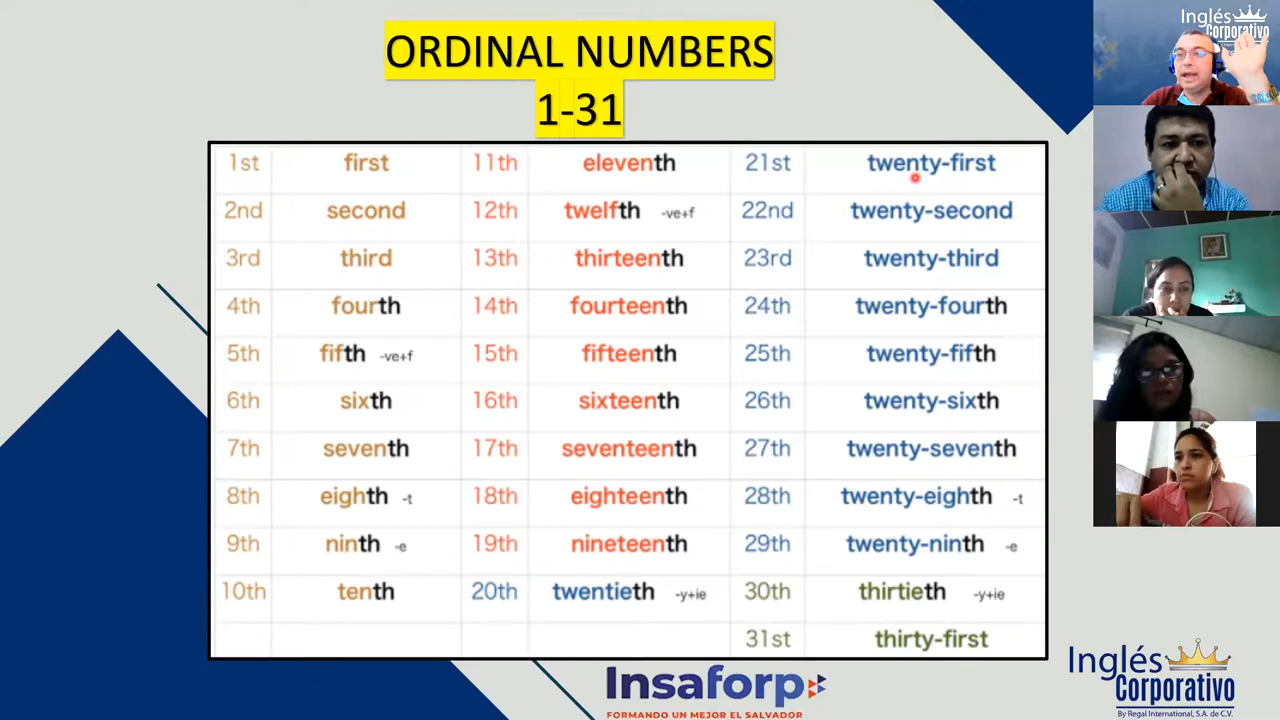 ORDINAL NUMBERS
1-31
1st first 11th eleventh 21st twenty-first
2nd second 12th twelfth -ve+f 22nd twenty-second
3rd third 13th thirteenth 23rd twenty-third
4th fourth 14th fourteenth 24th twenty-fourth
5th fifth -ve+f 15th fifteenth 25th twenty-fifth
6th sixth 16th sixteenth 26th twenty-sixth
7th seventh 17th seventeenth 27th twenty-seventh
8th eighth -t 18th eighteenth 28th twenty-eighth -t
9th ninth -e 19th nineteenth 29th twenty-ninth -e
10th tenth 20th twentieth -y+ie 30th thirtieth -y+ie
31st thirty-first
Insaforp
FORMANDO UN MEJOR EL SALVADOR
Inglés
Corporativo
By Regal International, S.A. de C.V.
Inglés
Corporativo